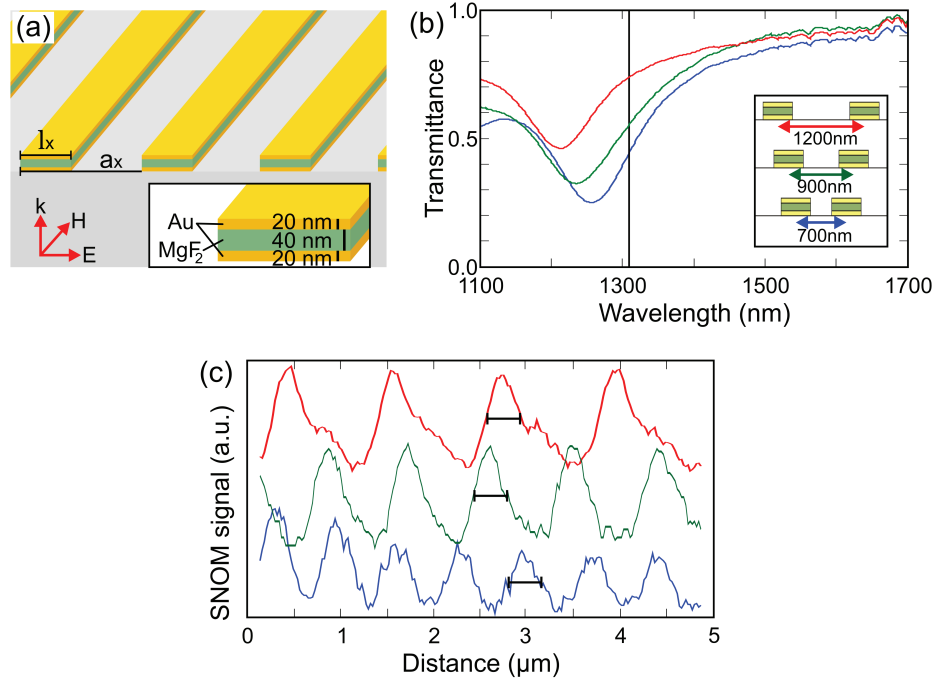 (a)
lx
ax
k
H
E
Au
MgF2
20 nm
40 nm
20 nm
(b)
Transmittance
1.0
0.5
0.0
1100
1300
1500
1700
Wavelength (nm)
1200nm
900nm
700nm
(c)
SNOM signal (a.u.)
0
1
2
3
4
5
Distance (μm)